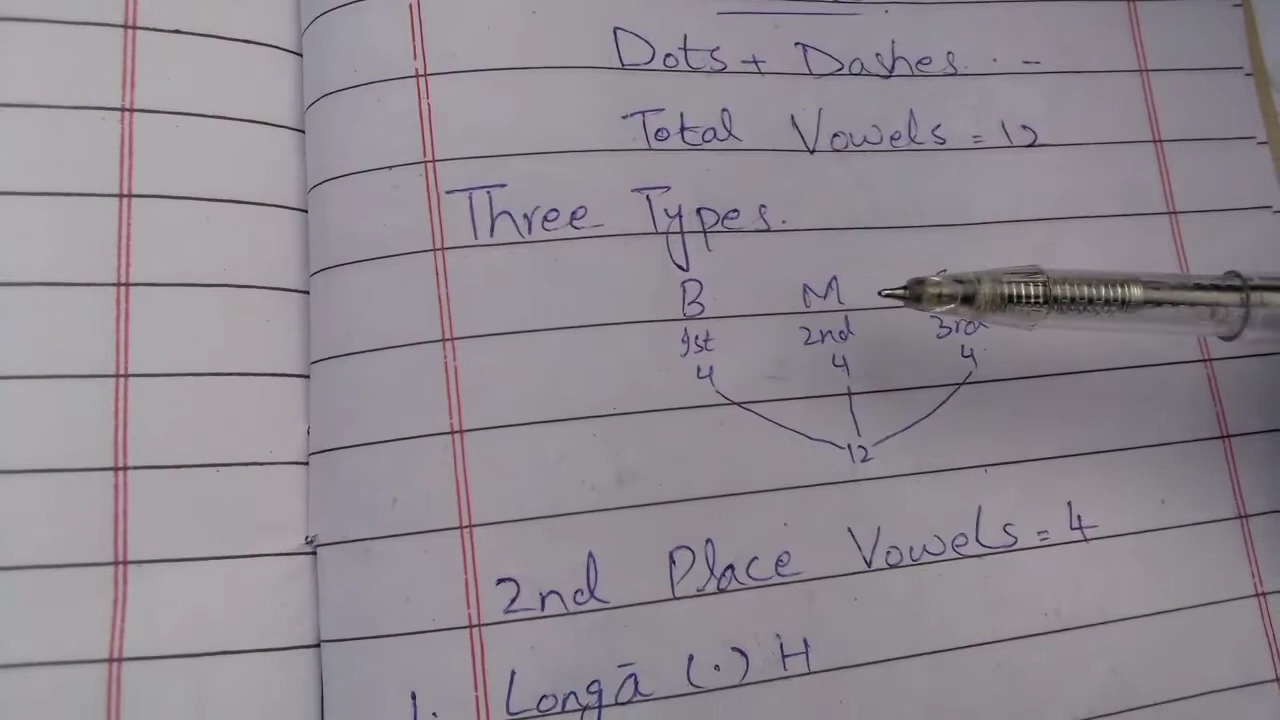 Dots + Dashes . -
Total Vowels = 12
Three Types.
B M
1st 2nd 3rd
4 4 4
12
2nd Place Vowels = 4
1. Long ā (.) H